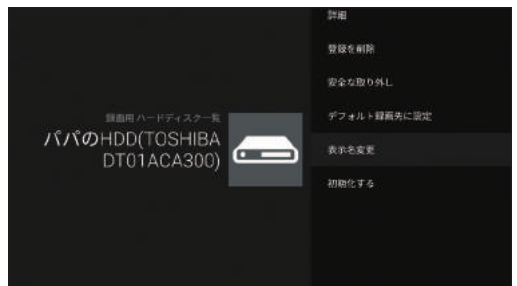 録画用 ハードディスク一覧
パパのHDD(TOSHIBA
DT01ACA300)
詳細
登録を削除
安全な取り外し
デフォルト録画先に設定
表示名変更
初期化する